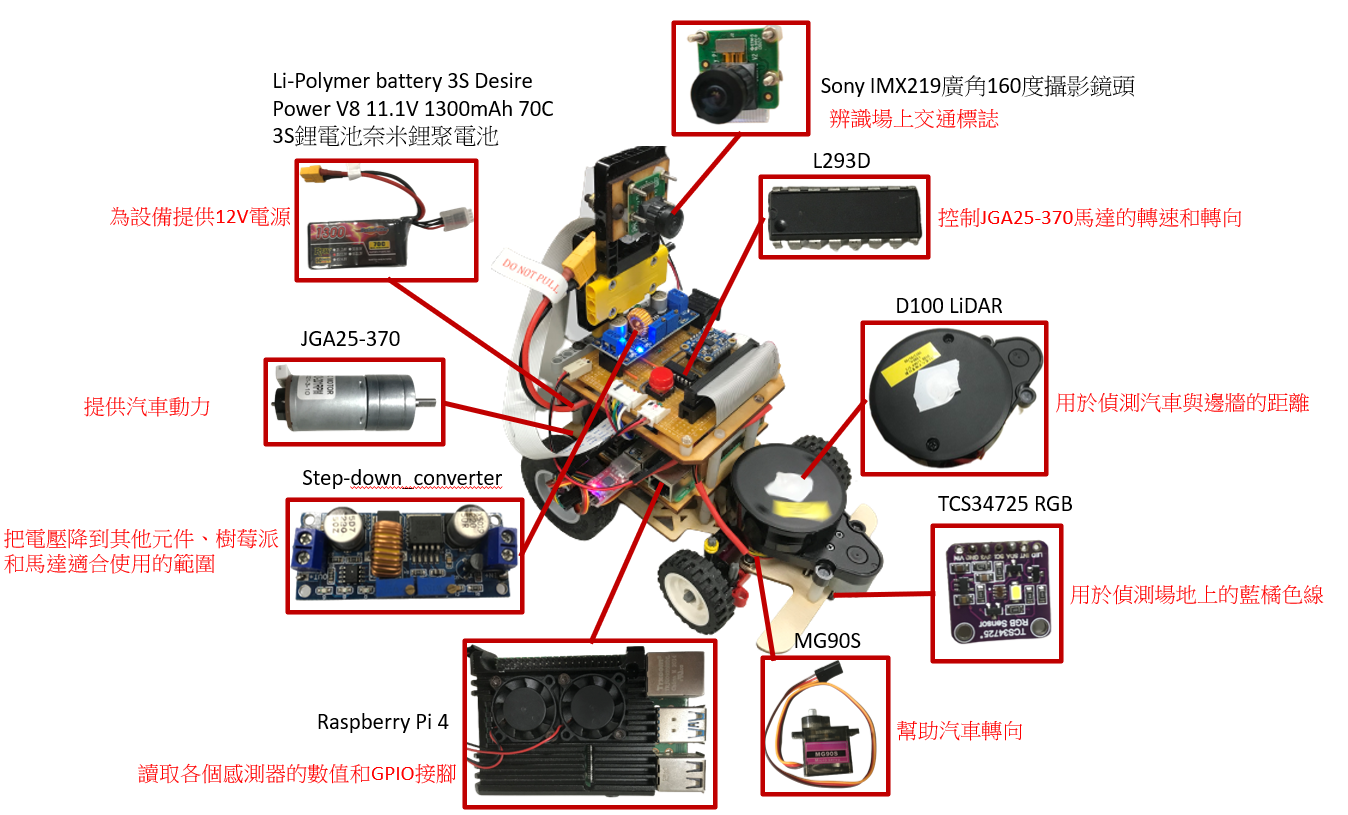 Li-Polymer battery 3S Desire
Power V8 11.1V 1300mAh 70C
3S鋰電池奈米鋰聚電池
為設備提供12V電源
Sony IMX219廣角160度攝影鏡頭
辨識場上交通標誌
L293D
控制JGA25-370馬達的轉速和轉向
DO NOT PULL
D100 LiDAR
用於偵測汽車與邊牆的距離
JGA25-370
提供汽車動力
Step-down_converter
把電壓降到其他元件、樹莓派
和馬達適合使用的範圍
TCS34725 RGB
用於偵測場地上的藍橘色線
TCS34725
RGB Sensor
MG90S
MG90S
幫助汽車轉向
Raspberry Pi 4
讀取各個感測器的數值和GPIO接腳